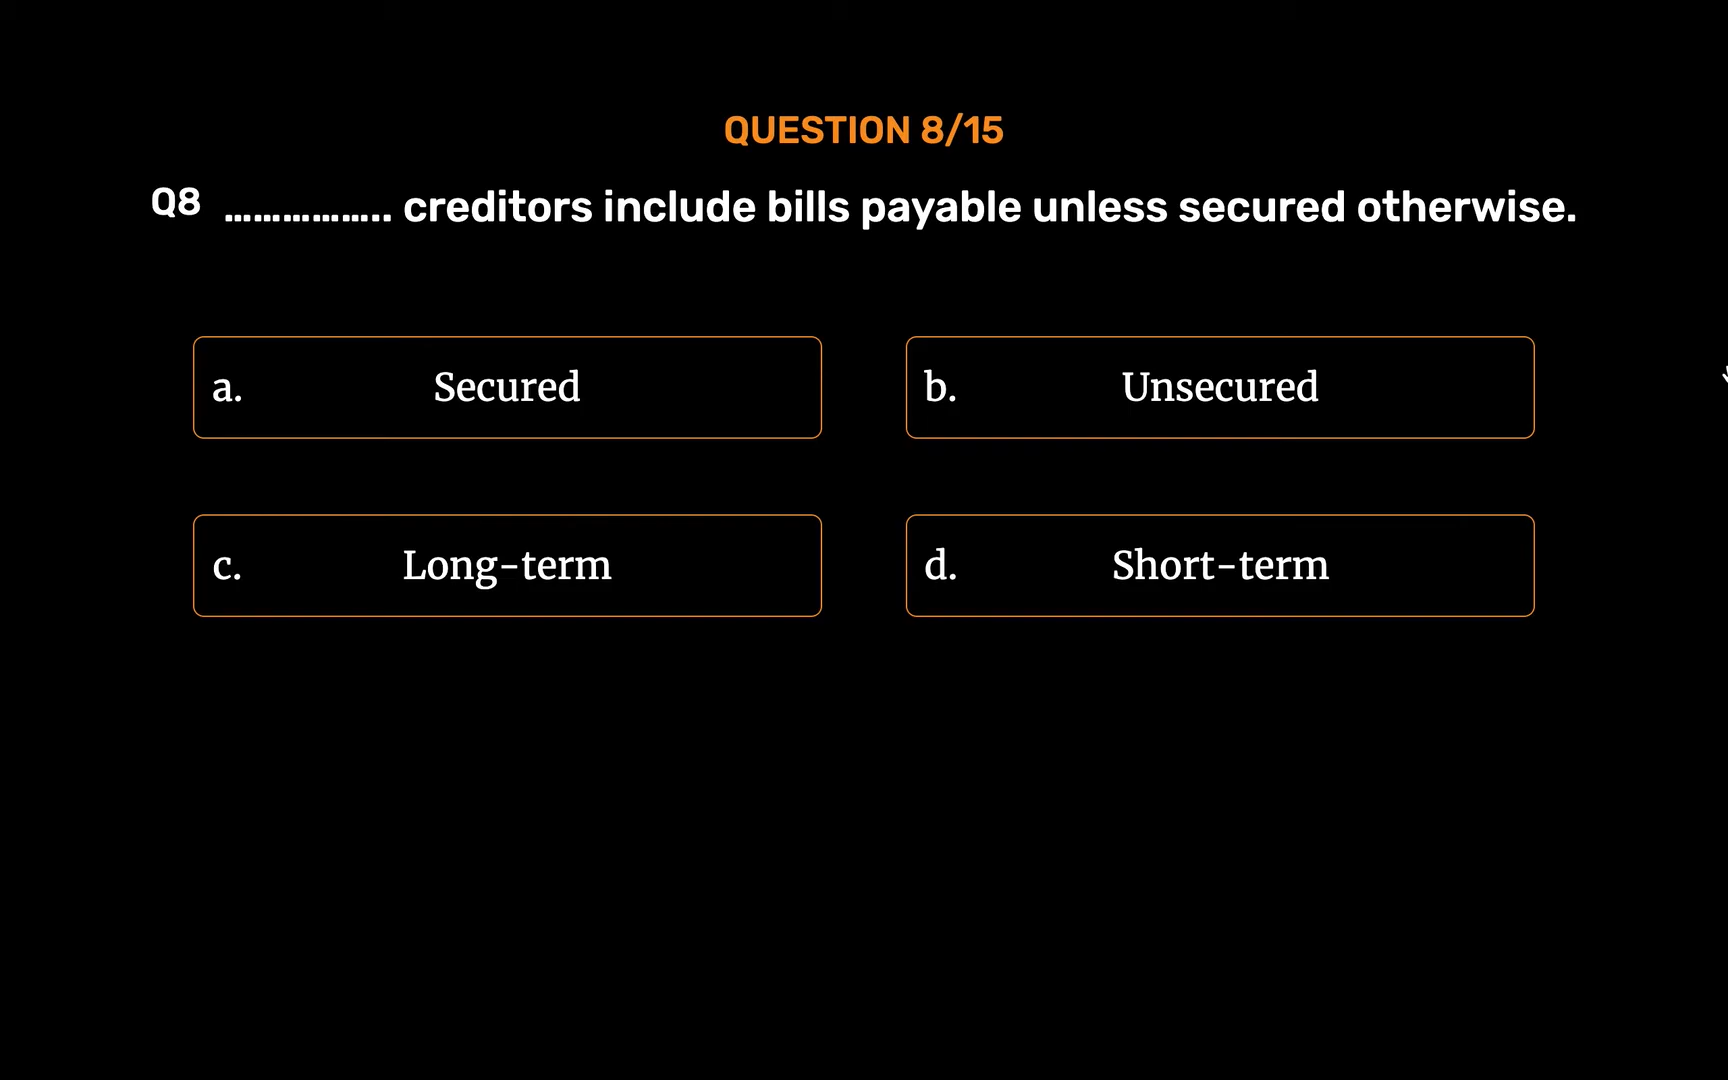 QUESTION 8/15
Q8 …………….. creditors include bills payable unless secured otherwise.
a. Secured
b. Unsecured
c. Long-term
d. Short-term